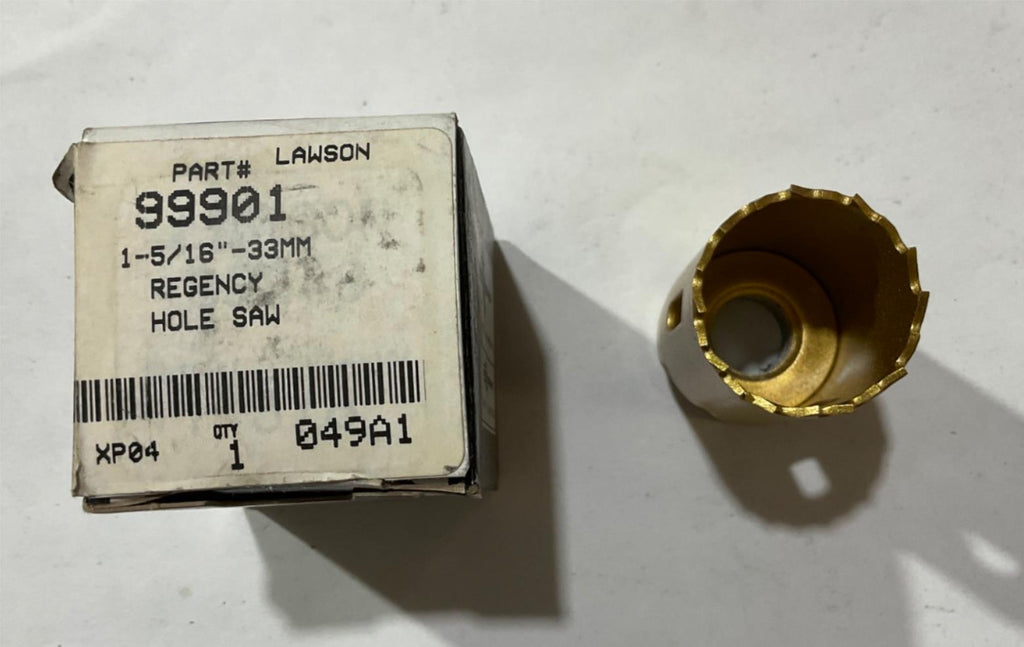 PART# LAWSON
99901
1-5/16"-33MM
REGENCY
HOLE SAW
XP04 QTY 1 049A1